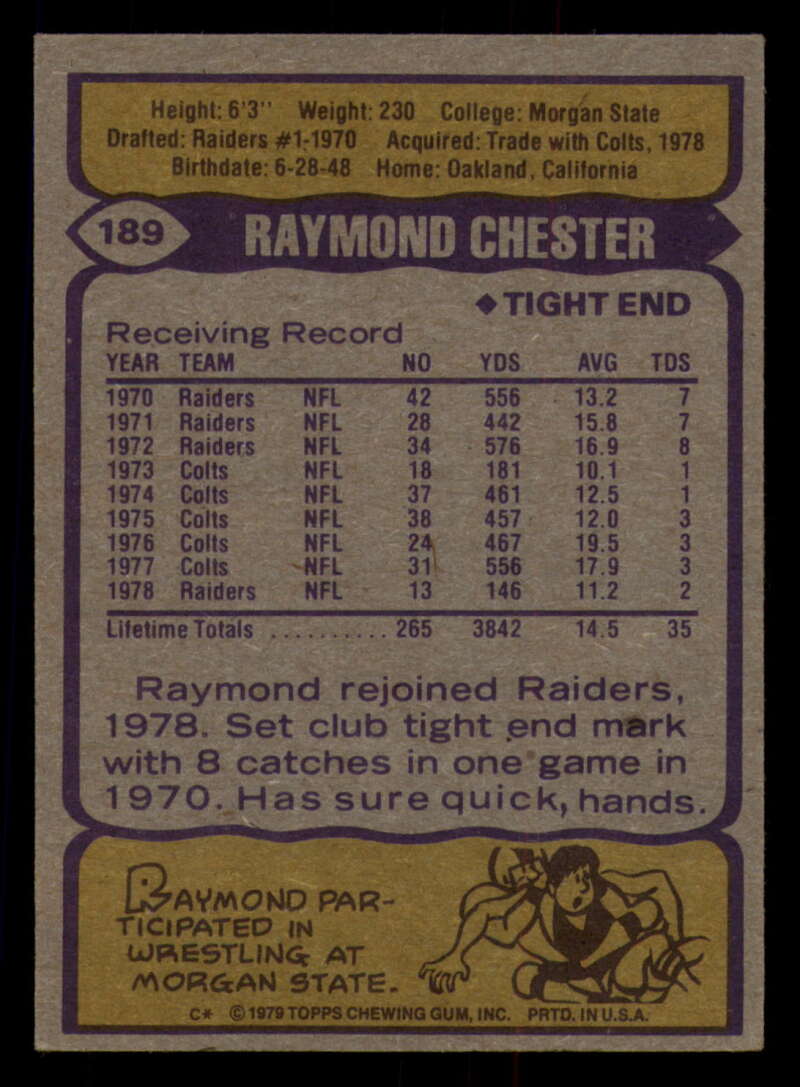 Height: 6'3" Weight: 230 College: Morgan State
Drafted: Raiders #1-1970 Acquired: Trade with Colts, 1978
Birthdate: 6-28-48 Home: Oakland, California
189 RAYMOND CHESTER
◆TIGHT END
Receiving Record
YEAR TEAM NO YDS AVG TDS
1970 Raiders NFL 42 556 13.2 7
1971 Raiders NFL 28 442 15.8 7
1972 Raiders NFL 34 576 16.9 8
1973 Colts NFL 18 181 10.1 1
1974 Colts NFL 37 461 12.5 1
1975 Colts NFL 38 457 12.0 3
1976 Colts NFL 24 467 19.5 3
1977 Colts NFL 31 556 17.9 3
1978 Raiders NFL 13 146 11.2 2
Lifetime Totals .......... 265 3842 14.5 35
Raymond rejoined Raiders,
1978. Set club tight end mark
with 8 catches in one game in
1970. Has sure quick, hands.
RAYMOND PAR-
TICIPATED IN
WRESTLING AT
MORGAN STATE.
C* © 1979 TOPPS CHEWING GUM, INC. PRTD. IN U.S.A.